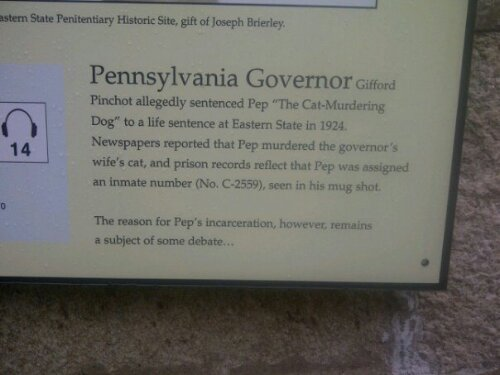 astern State Penitentiary Historic Site, gift of Joseph Brierley.
14
Pennsylvania Governor Gifford
Pinchot allegedly sentenced Pep "The Cat-Murdering
Dog" to a life sentence at Eastern State in 1924.
Newspapers reported that Pep murdered the governor's
wife's cat, and prison records reflect that Pep was assigned
an inmate number (No. C-2559), seen in his mug shot.
The reason for Pep's incarceration, however, remains
a subject of some debate…